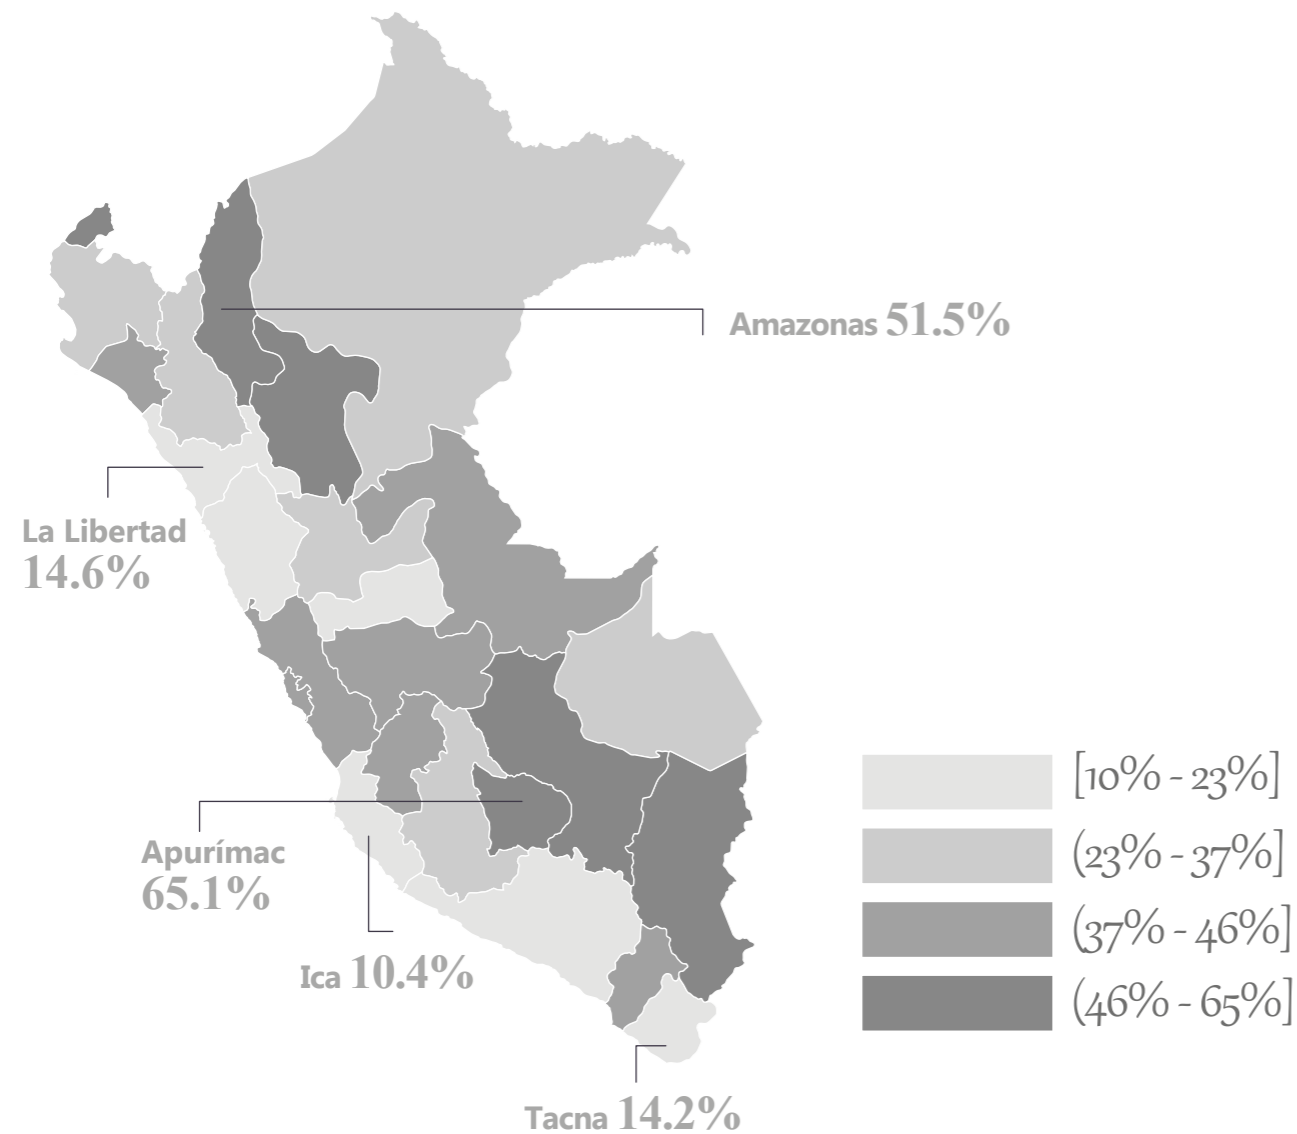 Amazonas 51.5%
La Libertad
14.6%
Apurímac
65.1%
Ica 10.4%
Tacna 14.2%
[10% - 23%]
(23% - 37%]
(37% - 46%]
(46% - 65%]